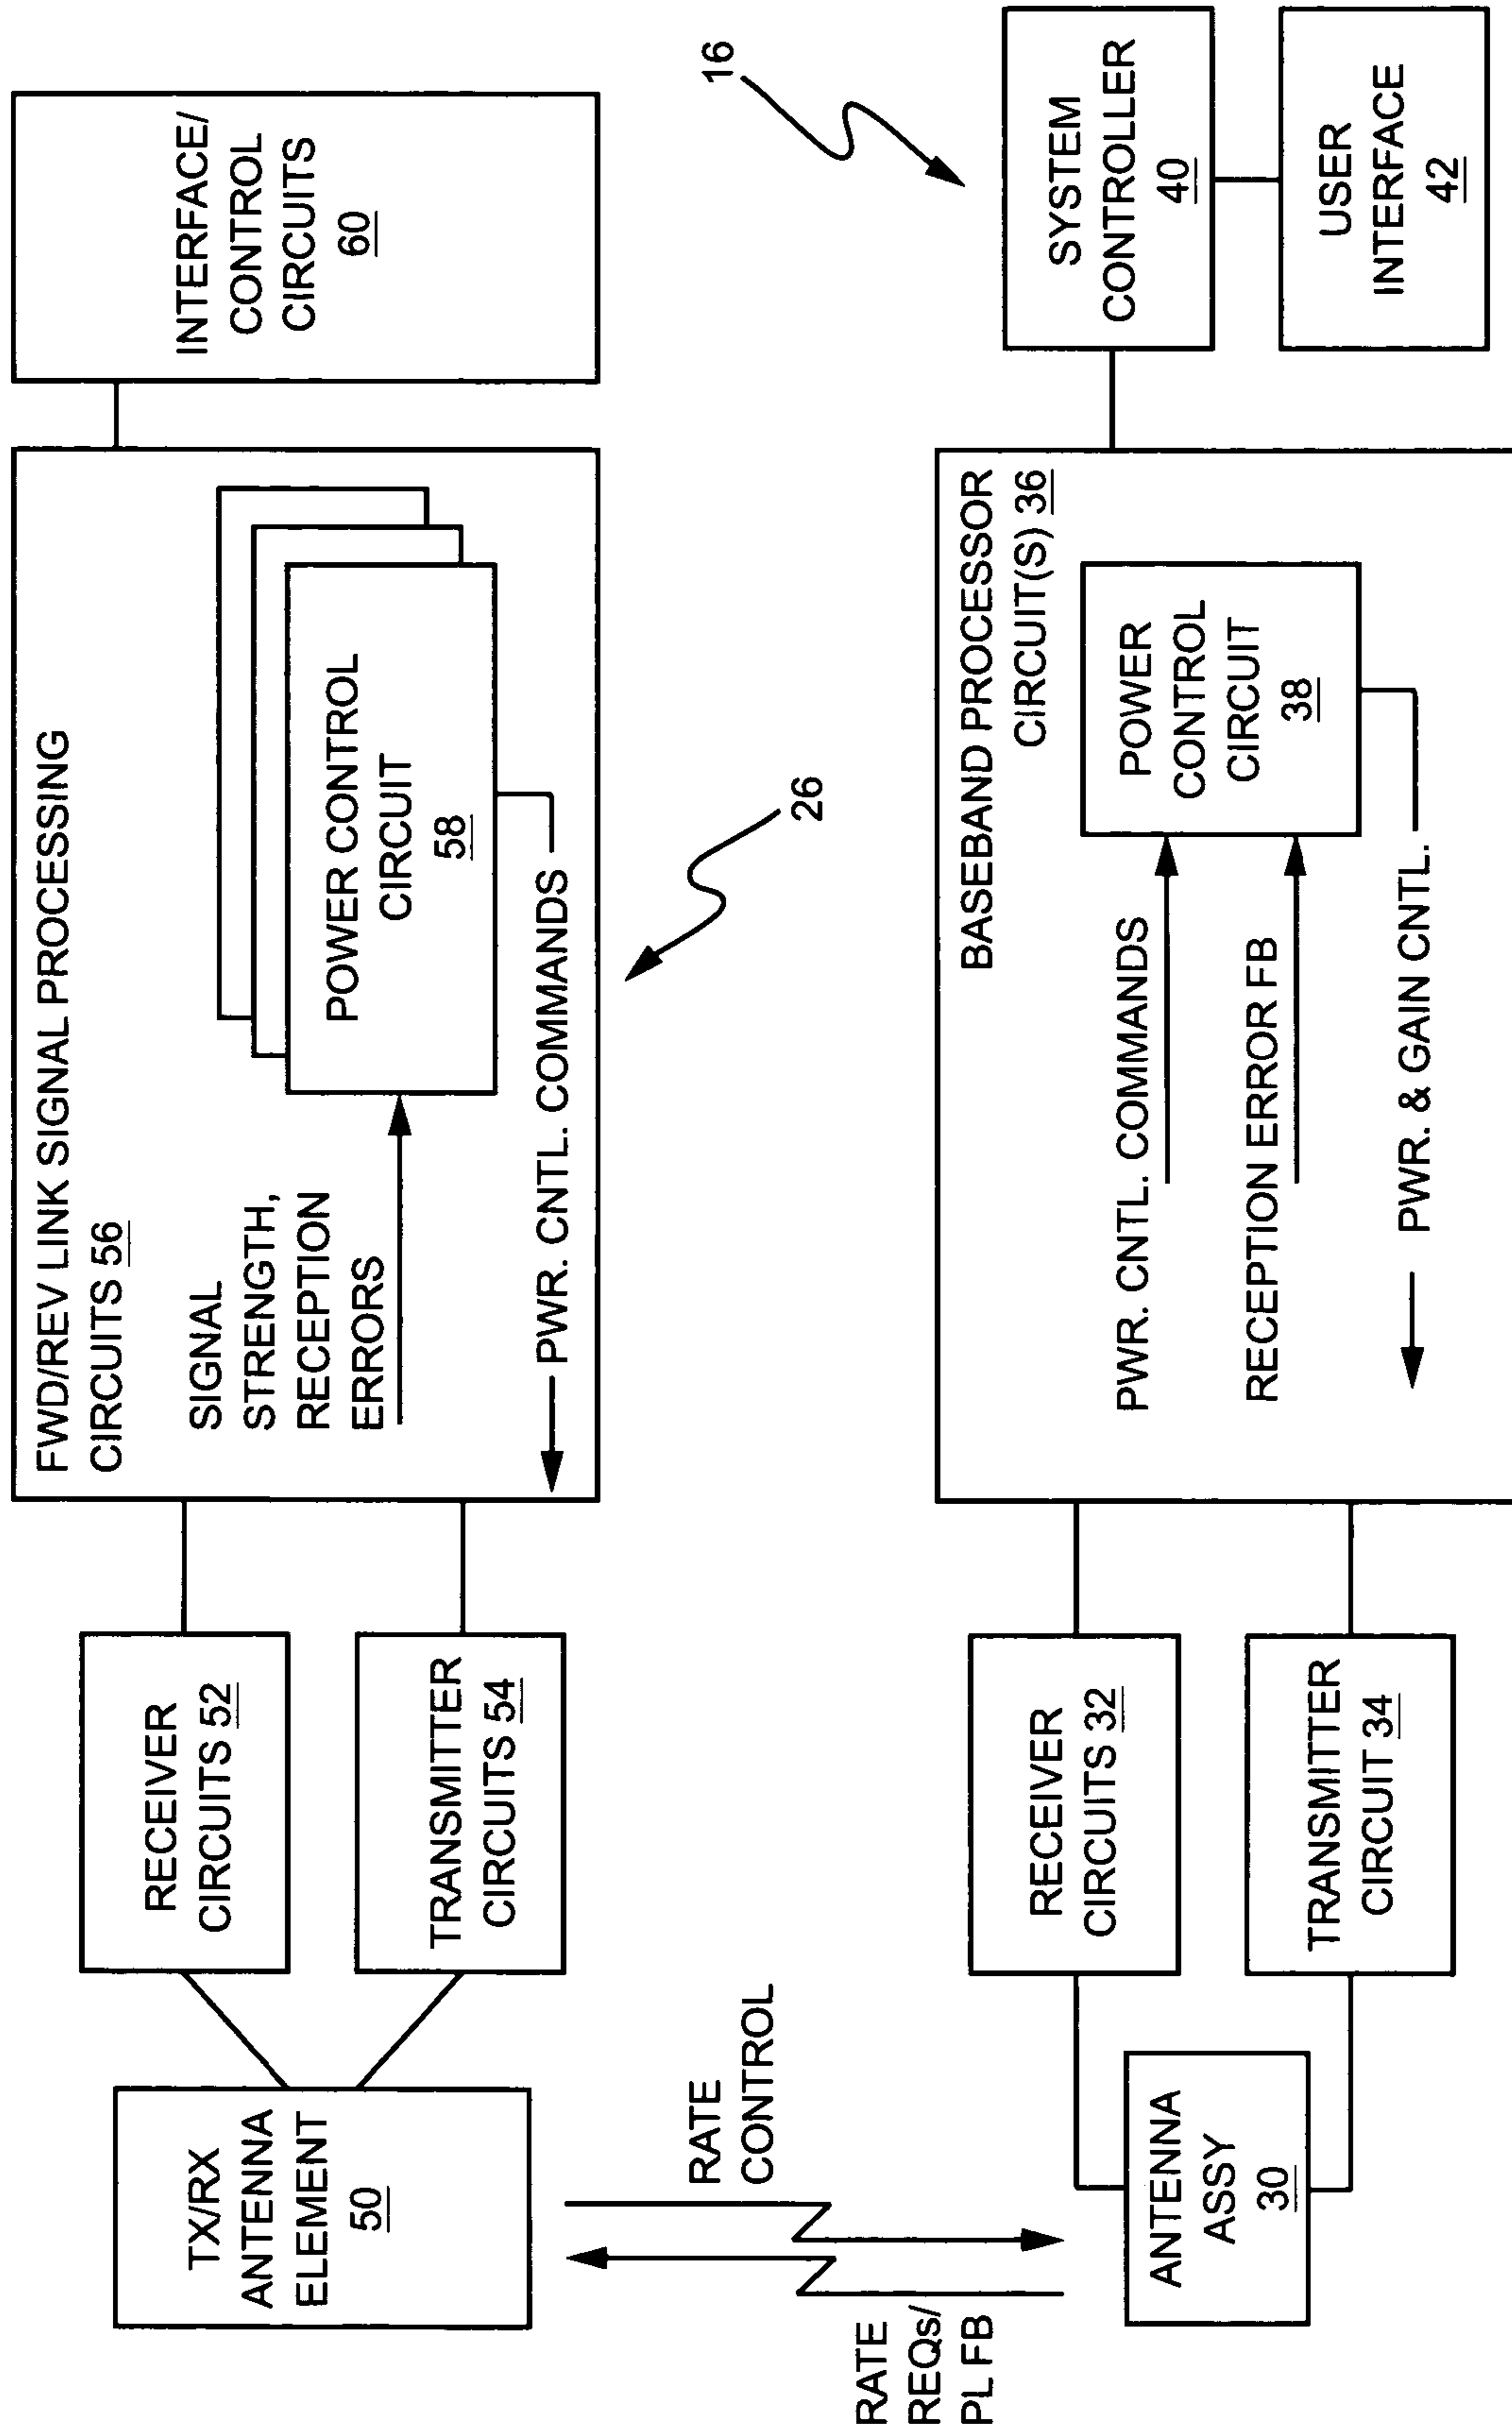 TX/RX
ANTENNA
ELEMENT
50
RECEIVER
CIRCUITS 52
TRANSMITTER
CIRCUITS 54
FWD/REV LINK SIGNAL PROCESSING
CIRCUITS 56
SIGNAL
STRENGTH,
RECEPTION
ERRORS
POWER CONTROL
CIRCUIT
58
PWR. CNTL. COMMANDS
INTERFACE/
CONTROL
CIRCUITS
60
26
RATE
CONTROL
RATE
REQs/
PL FB
16
ANTENNA
ASSY
30
RECEIVER
CIRCUITS 32
TRANSMITTER
CIRCUIT 34
BASEBAND PROCESSOR
CIRCUIT(S) 36
PWR. CNTL. COMMANDS
RECEPTION ERROR FB
POWER
CONTROL
CIRCUIT
38
PWR. & GAIN CNTL.
SYSTEM
CONTROLLER
40
USER
INTERFACE
42